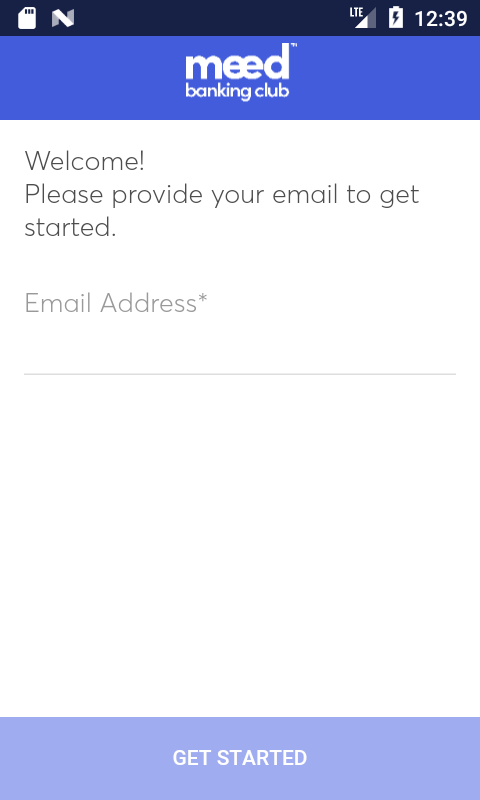 LTE 12:39
meed™
banking club
Welcome!
Please provide your email to get
started.
Email Address*
GET STARTED